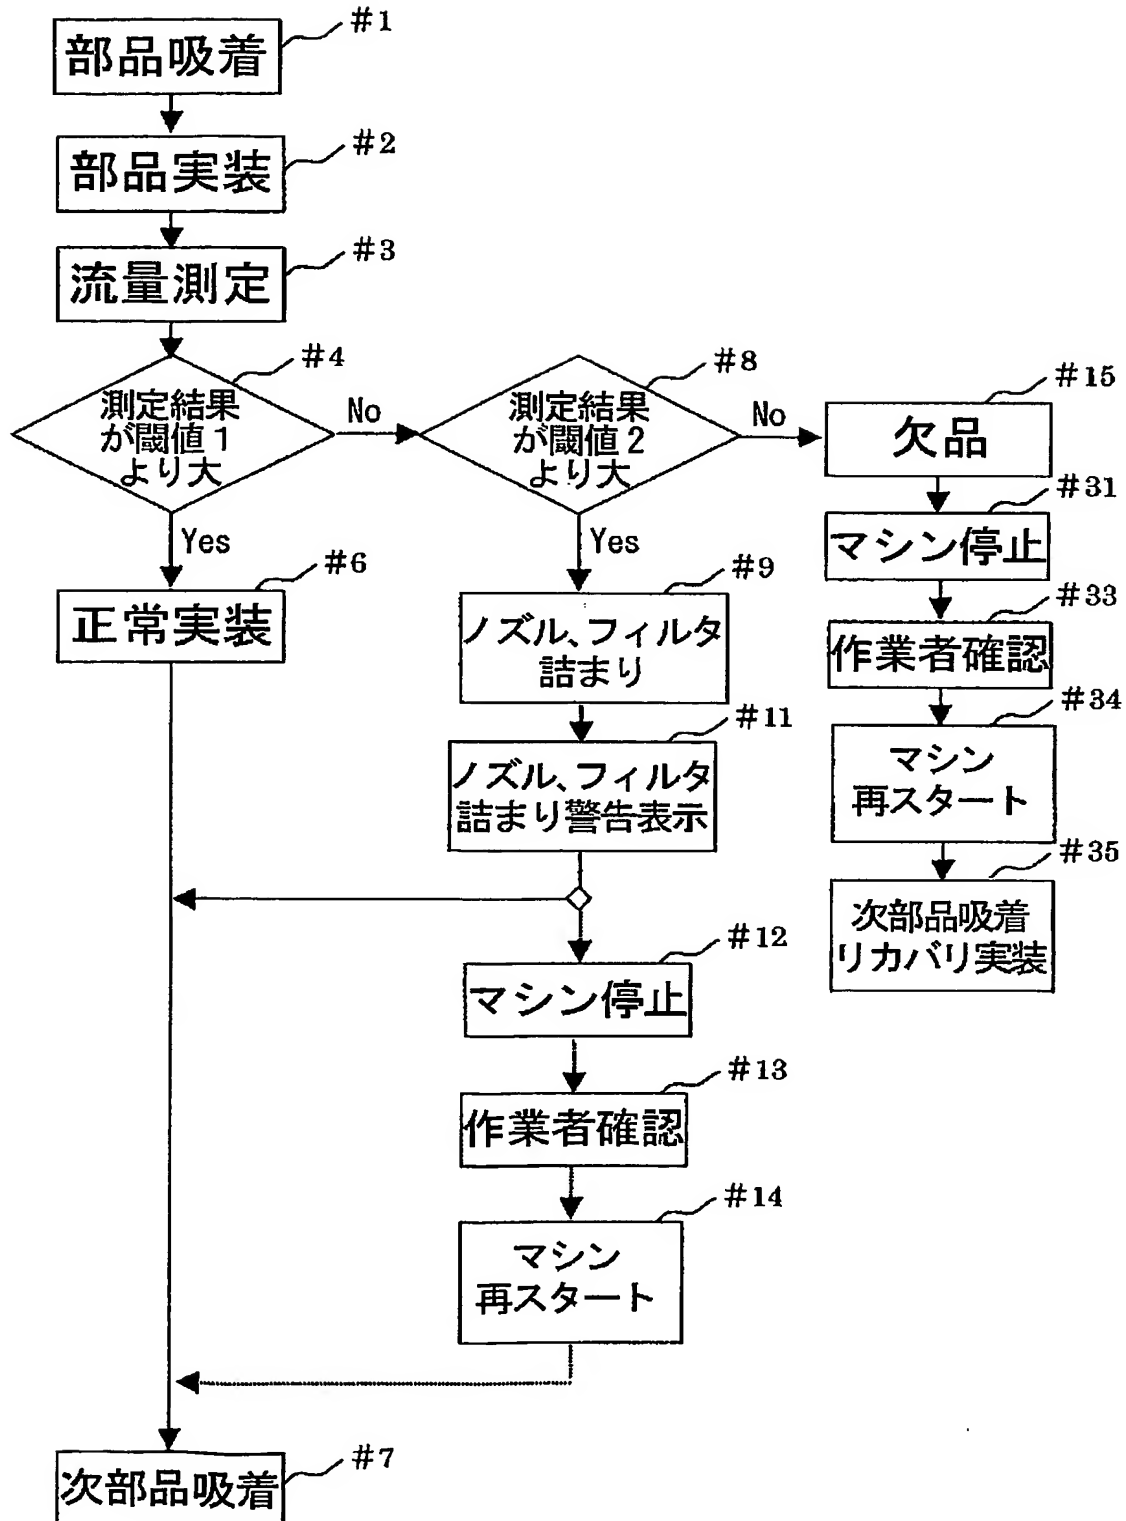 #1
部品吸着
#2
部品実装
#3
流量測定
#4
測定結果
が閾値1
より大
No
Yes
#6
正常実装
#8
測定結果
が閾値2
より大
No
Yes
#9
ノズル、フィルタ
詰まり
#11
ノズル、フィルタ
詰まり警告表示
#12
マシン停止
#13
作業者確認
#14
マシン
再スタート
#15
欠品
#31
マシン停止
#33
作業者確認
#34
マシン
再スタート
#35
次部品吸着
リカバリ実装
#7
次部品吸着